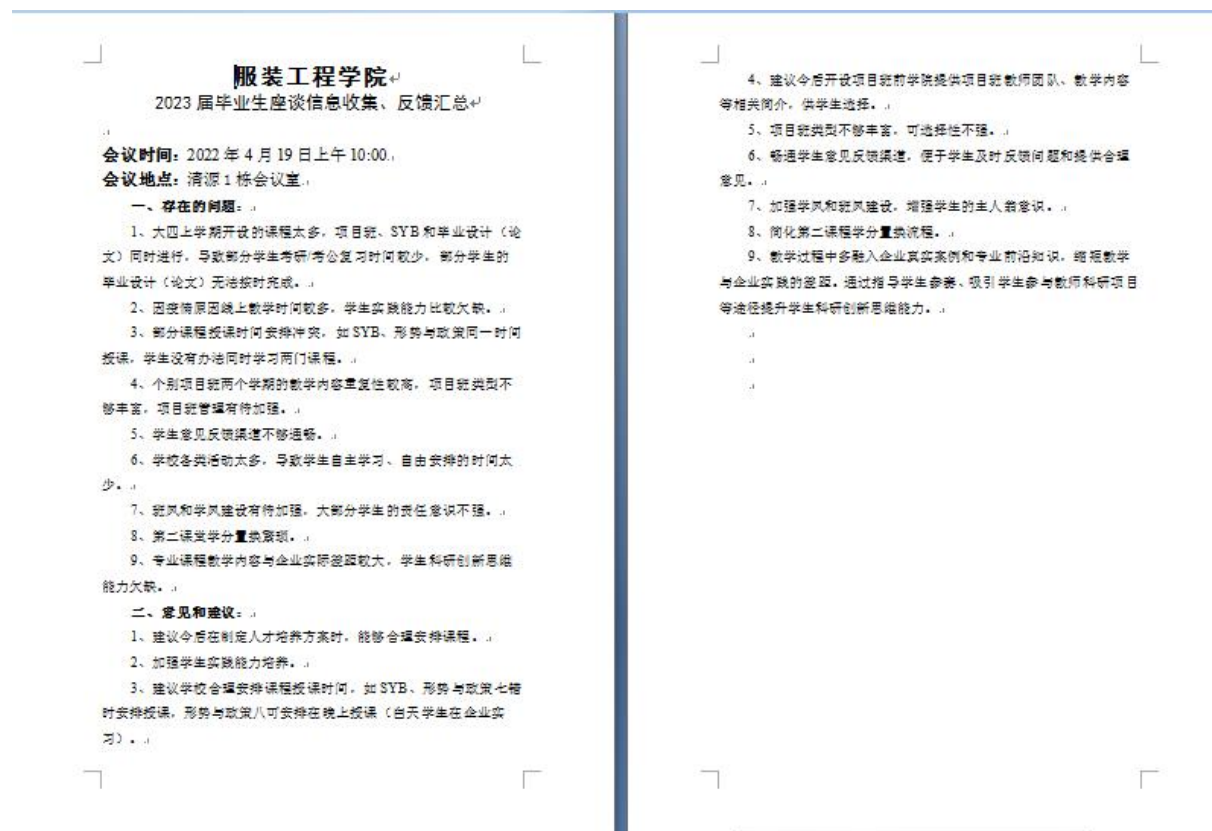 服装工程学院
2023 届毕业生座谈信息收集、反馈汇总
会议时间：2022 年 4 月 19 日上午 10:00.
会议地点：清源 1 栋会议室.
一、存在的问题：
1、大四上学期开设的课程太多，项目班、SYB 和毕业设计（论
文）同时进行，导致部分学生考研/考公复习时间较少，部分学生的
毕业设计（论文）无法按时完成。
2、因疫情原因线上教学时间较多，学生实践能力比较欠缺。
3、部分课程授课时间安排冲突，如 SYB、形势与政策同一时间
授课，学生没有办法同时学习两门课程。
4、个别项目班两个学期的教学内容重复性较高，项目班类型不
够丰富，项目班管理有待加强。
5、学生意见反馈渠道不够通畅。
6、学校各类活动太多，导致学生自主学习、自由安排的时间太
少。
7、班风和学风建设有待加强，大部分学生的责任意识不强。
8、第二课堂学分置换繁琐。
9、专业课程教学内容与企业实际差距较大，学生科研创新思维
能力欠缺。
二、意见和建议：
1、建议今后在制定人才培养方案时，能够合理安排课程。
2、加强学生实践能力培养。
3、建议学校合理安排课程授课时间，如 SYB、形势与政策七错
时安排授课，形势与政策八可安排在晚上授课（白天学生在企业实
习）。
4、建议今后开设项目班前学院提供项目班教师团队、教学内容
等相关简介，供学生选择。
5、项目班类型不够丰富，可选择性不强。
6、畅通学生意见反馈渠道，便于学生及时反馈问题和提供合理
意见。
7、加强学风和班风建设，增强学生的主人翁意识。
8、简化第二课程学分置换流程。
9、教学过程中多融入企业真实案例和专业前沿知识，缩短教学
与企业实践的差距。通过指导学生参赛、吸引学生参与教师科研项目
等途径提升学生科研创新思维能力。